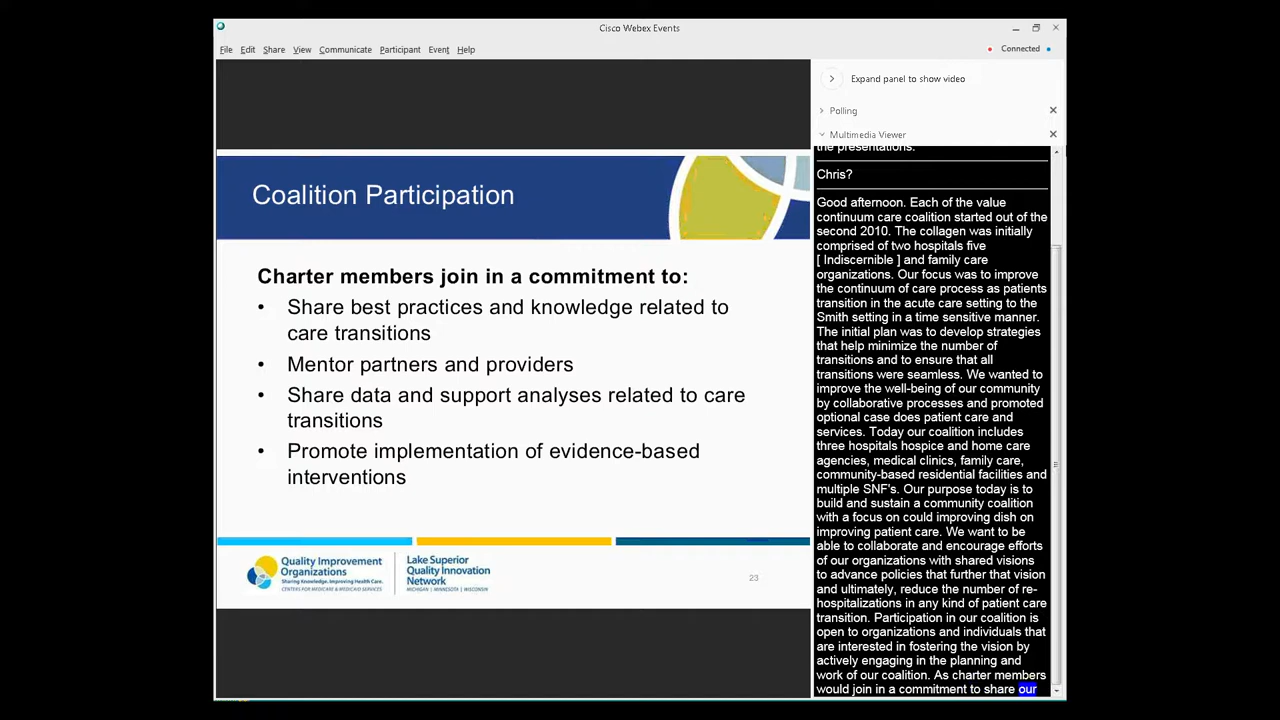 Cisco Webex Events
File Edit Share View Communicate Participant Event Help
Connected
Expand panel to show video
Polling
Multimedia Viewer
Coalition Participation
Charter members join in a commitment to:
• Share best practices and knowledge related to
care transitions
• Mentor partners and providers
• Share data and support analyses related to care
transitions
• Promote implementation of evidence-based
interventions
Quality Improvement
Organizations
Sharing Knowledge. Improving Health Care.
CENTERS FOR MEDICARE & MEDICAID SERVICES
Lake Superior
Quality Innovation
Network
MICHIGAN | MINNESOTA | WISCONSIN
23
the presentations.
Chris?
Good afternoon. Each of the value
continuum care coalition started out of the
second 2010. The collagen was initially
comprised of two hospitals five
[ Indiscernible ] and family care
organizations. Our focus was to improve
the continuum of care process as patients
transition in the acute care setting to the
Smith setting in a time sensitive manner.
The initial plan was to develop strategies
that help minimize the number of
transitions and to ensure that all
transitions were seamless. We wanted to
improve the well-being of our community
by collaborative processes and promoted
optional case does patient care and
services. Today our coalition includes
three hospitals hospice and home care
agencies, medical clinics, family care,
community-based residential facilities and
multiple SNF's. Our purpose today is to
build and sustain a community coalition
with a focus on could improving dish on
improving patient care. We want to be
able to collaborate and encourage efforts
of our organizations with shared visions
to advance policies that further that vision
and ultimately, reduce the number of re-
hospitalizations in any kind of patient care
transition. Participation in our coalition is
open to organizations and individuals that
are interested in fostering the vision by
actively engaging in the planning and
work of our coalition. As charter members
would join in a commitment to share our